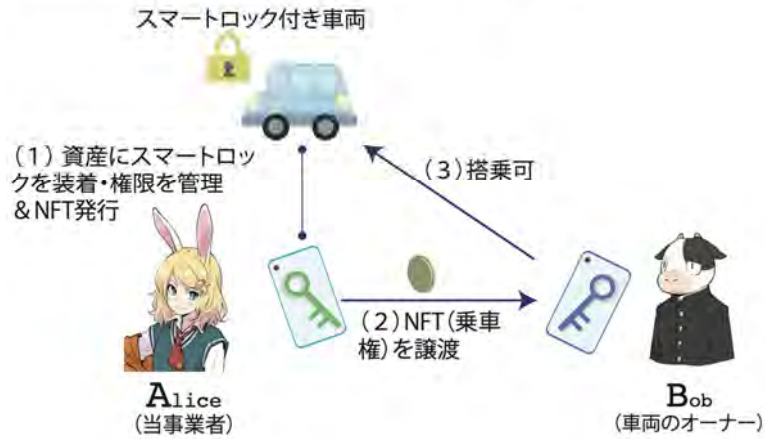 スマートロック付き車両
(1)資産にスマートロッ
クを装着・権限を管理
&NFT発行
(3)搭乗可
(2)NFT(乗車
権)を譲渡
Alice
(当事業者)
Bob
(車両のオーナー)